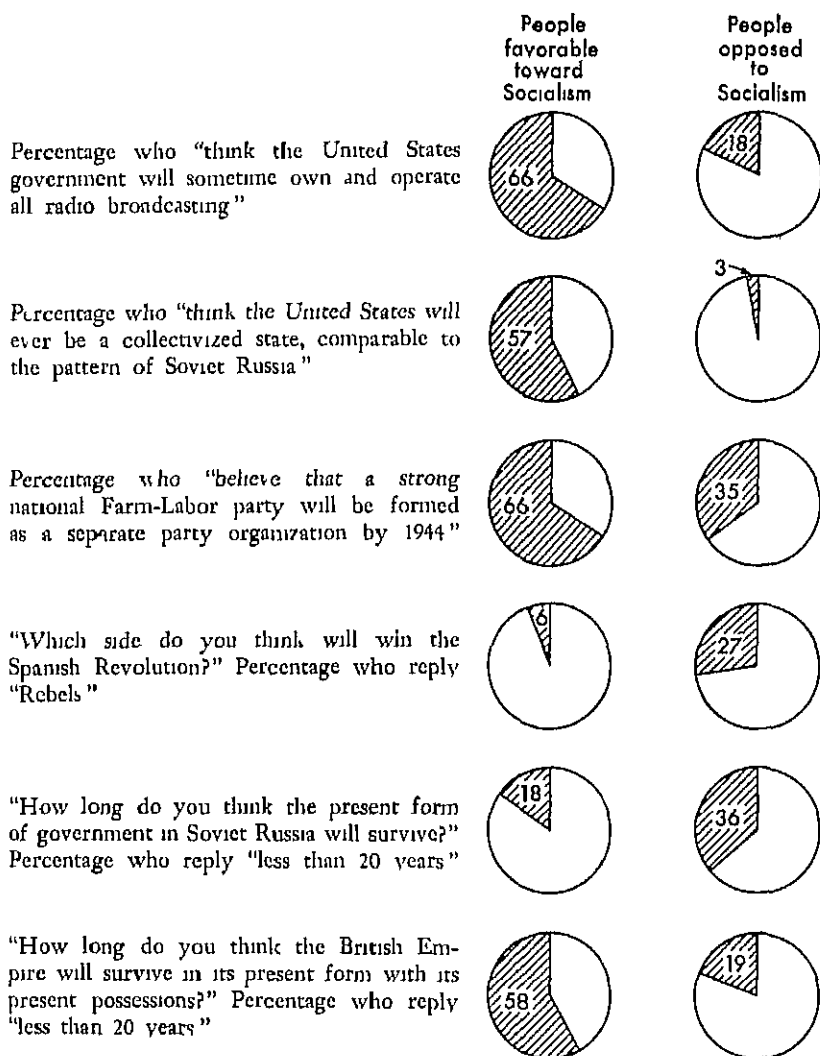 People
favorable
toward
Socialism
People
opposed
to
Socialism
Percentage who "think the United States
government will sometime own and operate
all radio broadcasting"
66
18
Percentage who "think the United States will
ever be a collectivized state, comparable to
the pattern of Soviet Russia"
57
3
Percentage who "believe that a strong
national Farm-Labor party will be formed
as a separate party organization by 1944"
66
35
"Which side do you think will win the
Spanish Revolution?" Percentage who reply
"Rebels"
6
27
"How long do you think the present form
of government in Soviet Russia will survive?"
Percentage who reply "less than 20 years"
18
36
"How long do you think the British Em-
pire will survive in its present form with its
present possessions?" Percentage who reply
"less than 20 years"
58
19